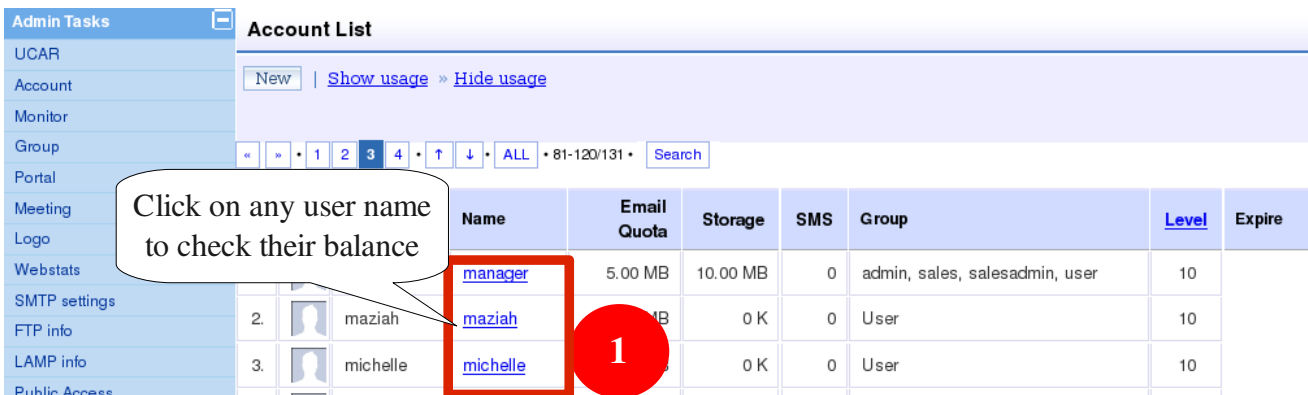 Admin Tasks
UCAR
Account
Monitor
Group
Portal
Meeting
Logo
Webstats
SMTP settings
FTP info
LAMP info
Public Access
Account List
New | Show usage » Hide usage
« » • 1 2 3 4 • ↑ ↓ • ALL • 81-120/131 • Search
Click on any user name
to check their balance
Name Email Quota Storage SMS Group Level Expire
manager 5.00 MB 10.00 MB 0 admin, sales, salesadmin, user 10
2. maziah maziah 0 K 0 User 10
3. michelle michelle 0 K 0 User 10
1